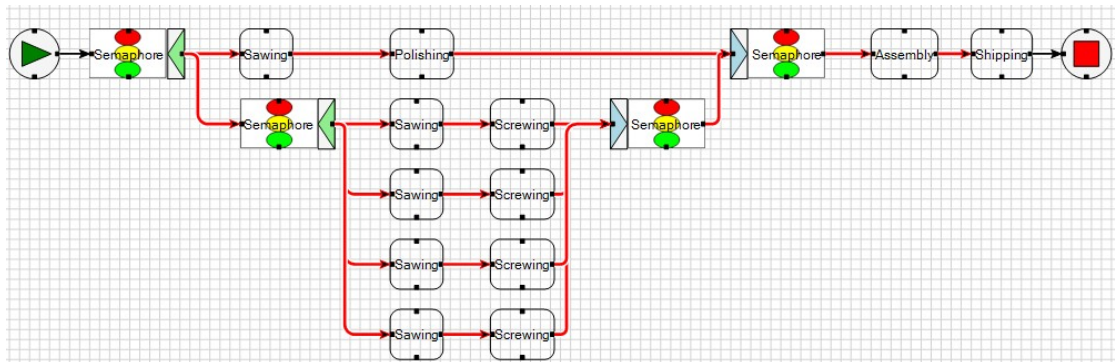 Semaphore
Sawing
Polishing
Semaphore
Assembly
Shipping
Semaphore
Sawing
Screwing
Semaphore
Sawing
Screwing
Sawing
Screwing
Sawing
Screwing